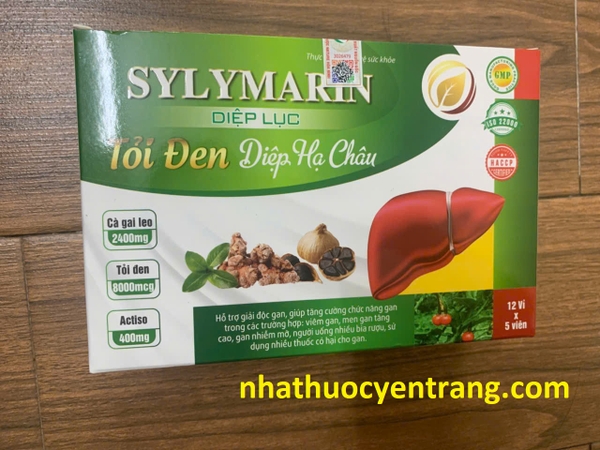 Thực
sức khỏe
SYLYMARIN
DIỆP LỤC
Tỏi Đen Diệp Hạ Châu
GMP
ISO 22000
HACCP
Cà gai leo
2400mg
Tỏi đen
8000mcg
Actiso
400mg
Hỗ trợ giải độc gan, giúp tăng cường chức năng gan
trong các trường hợp: viêm gan, men gan tăng
cao, gan nhiễm mỡ, người uống nhiều bia rượu, sử
dụng nhiều thuốc có hại cho gan.
12 Vỉ
x
5 viên
nhathuocyentrang.com